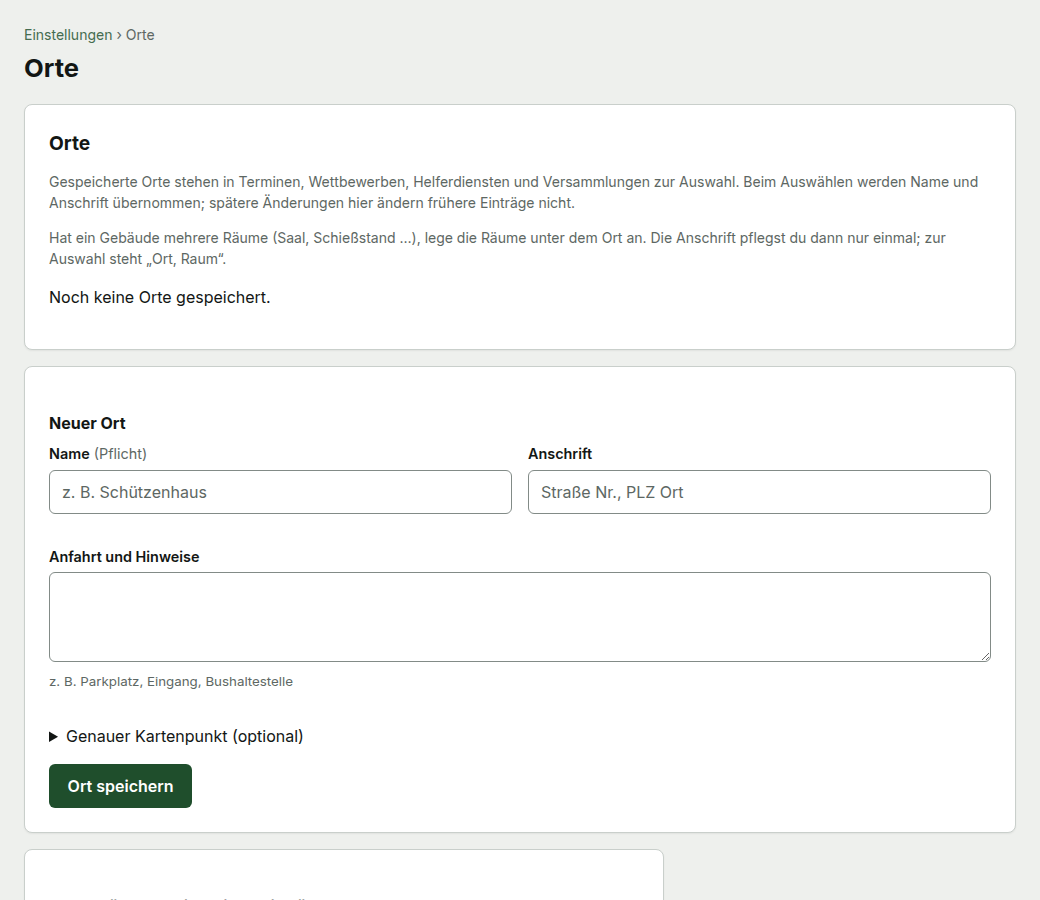 Einstellungen › Orte
Orte
Orte
Gespeicherte Orte stehen in Terminen, Wettbewerben, Helferdiensten und Versammlungen zur Auswahl. Beim Auswählen werden Name und
Anschrift übernommen; spätere Änderungen hier ändern frühere Einträge nicht.
Hat ein Gebäude mehrere Räume (Saal, Schießstand …), lege die Räume unter dem Ort an. Die Anschrift pflegst du dann nur einmal; zur
Auswahl steht „Ort, Raum“.
Noch keine Orte gespeichert.
Neuer Ort
Name (Pflicht) Anschrift
z. B. Schützenhaus Straße Nr., PLZ Ort
Anfahrt und Hinweise
z. B. Parkplatz, Eingang, Bushaltestelle
Genauer Kartenpunkt (optional)
Ort speichern